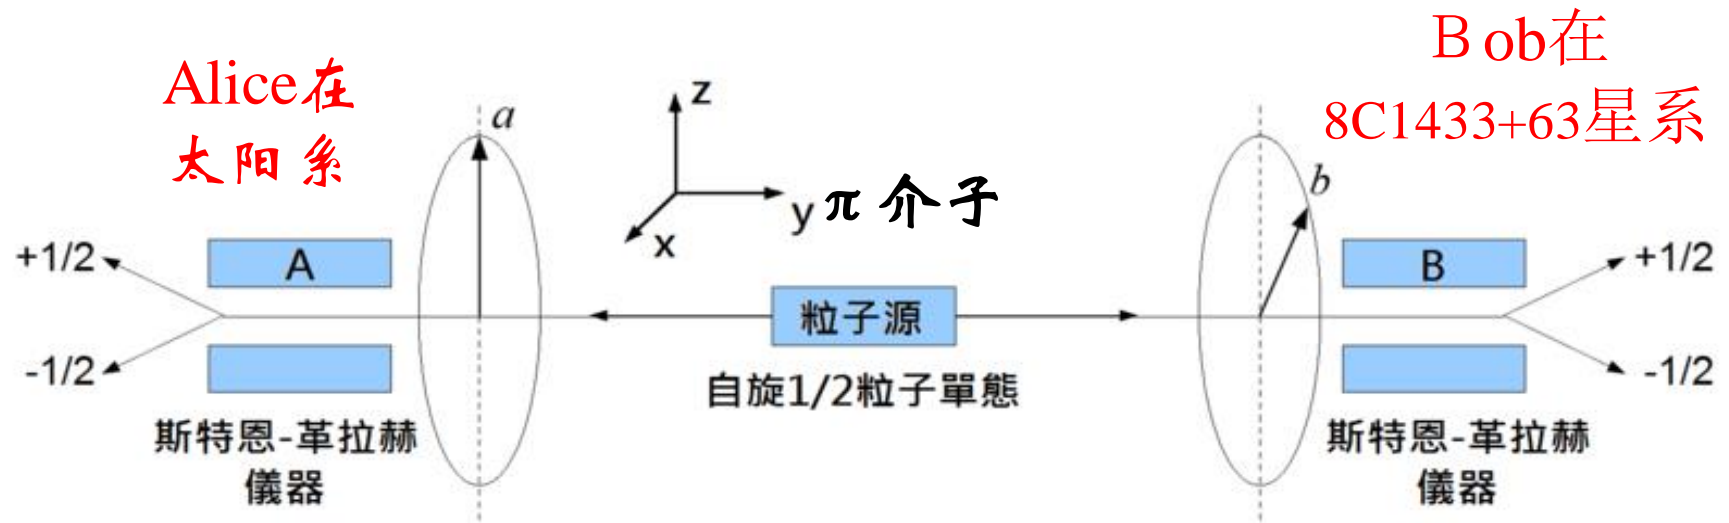 Alice在
太阳系
Bob在
8C1433+63星系
a
z
y
x
π介子
b
+1/2
A
-1/2
斯特恩-革拉赫
儀器
粒子源
自旋1/2粒子單態
B
+1/2
-1/2
斯特恩-革拉赫
儀器